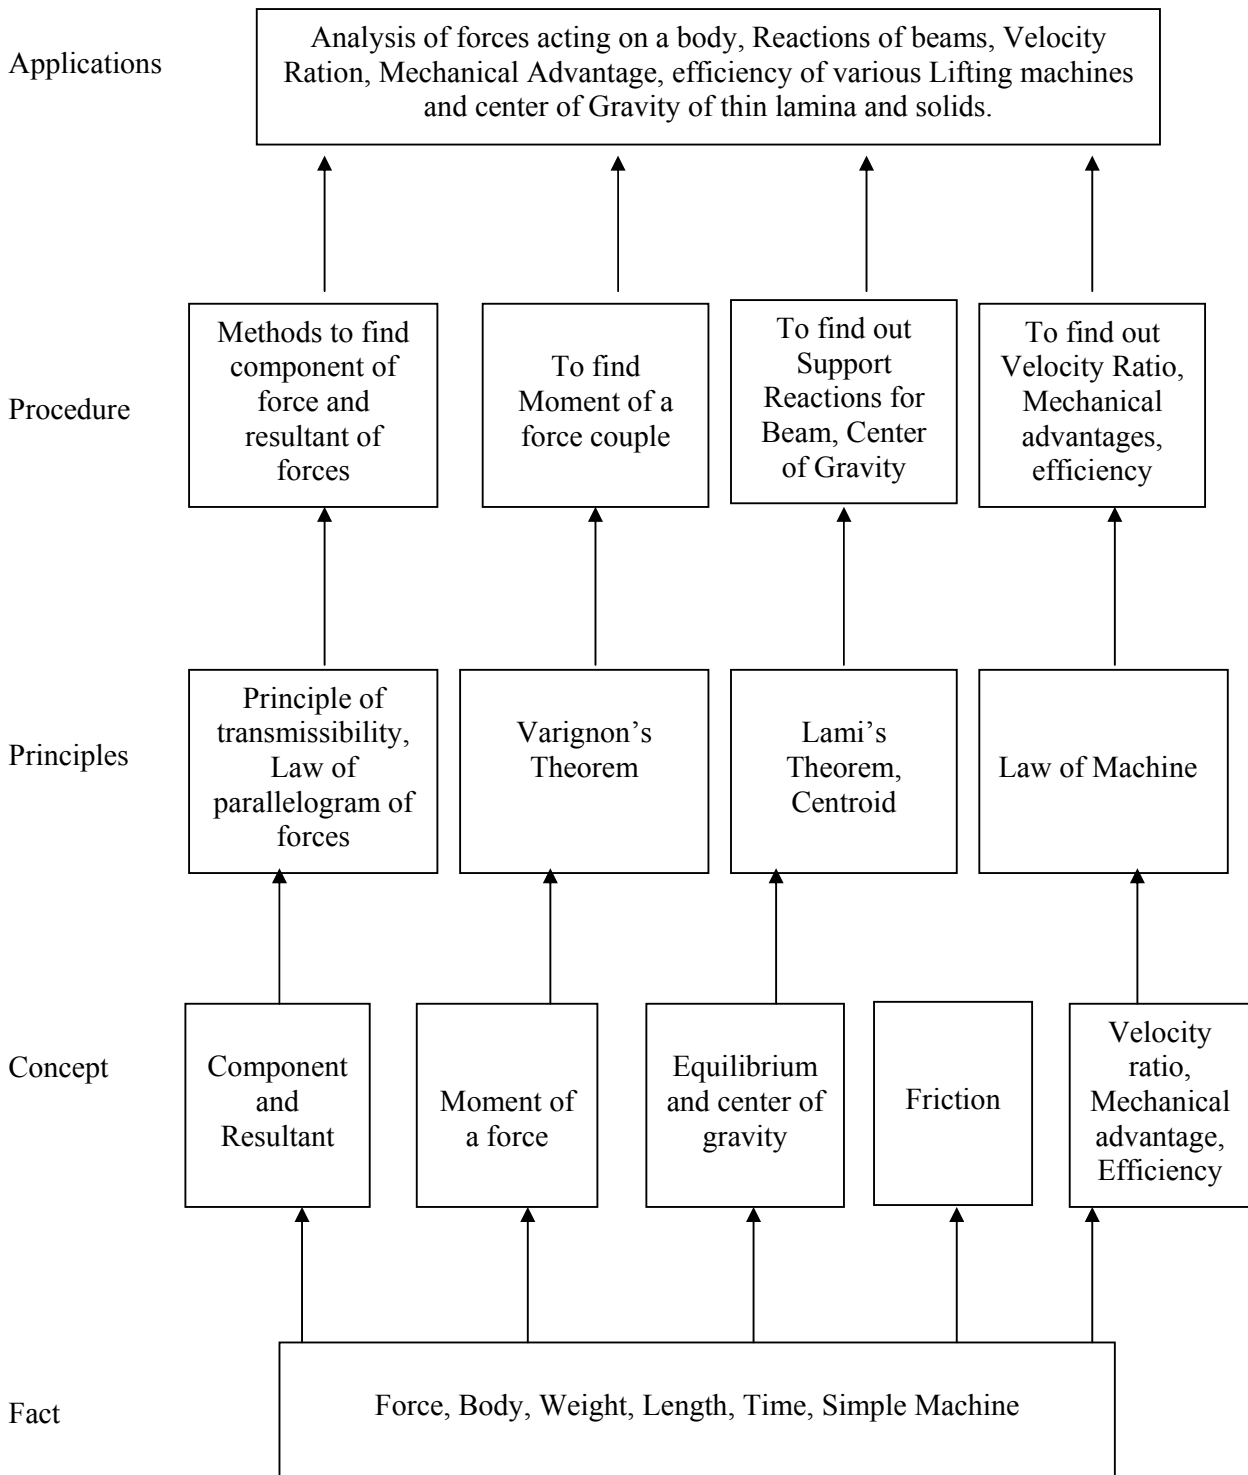 Applications
Analysis of forces acting on a body, Reactions of beams, Velocity
Ration, Mechanical Advantage, efficiency of various Lifting machines
and center of Gravity of thin lamina and solids.
Procedure
Methods to find
component of
force and
resultant of
forces
To find
Moment of a
force couple
To find out
Support
Reactions for
Beam, Center
of Gravity
To find out
Velocity Ratio,
Mechanical
advantages,
efficiency
Principles
Principle of
transmissibility,
Law of
parallelogram of
forces
Varignon’s
Theorem
Lami’s
Theorem,
Centroid
Law of Machine
Concept
Component
and
Resultant
Moment of
a force
Equilibrium
and center of
gravity
Friction
Velocity
ratio,
Mechanical
advantage,
Efficiency
Fact
Force, Body, Weight, Length, Time, Simple Machine